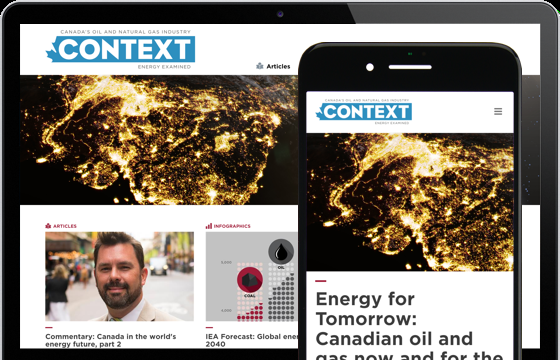 CANADA'S OIL AND NATURAL GAS INDUSTRY
CONTEXT
ENERGY EXAMINED
Articles
ARTICLES
INFOGRAPHICS
OIL
COAL
Commentary: Canada in the world's
energy future, part 2
IEA Forecast: Global ener
2040
CANADA'S OIL AND NATURAL GAS INDUSTRY
CONTEXT
ENERGY EXAMINED
Energy for
Tomorrow:
Canadian oil and
gas now and for the